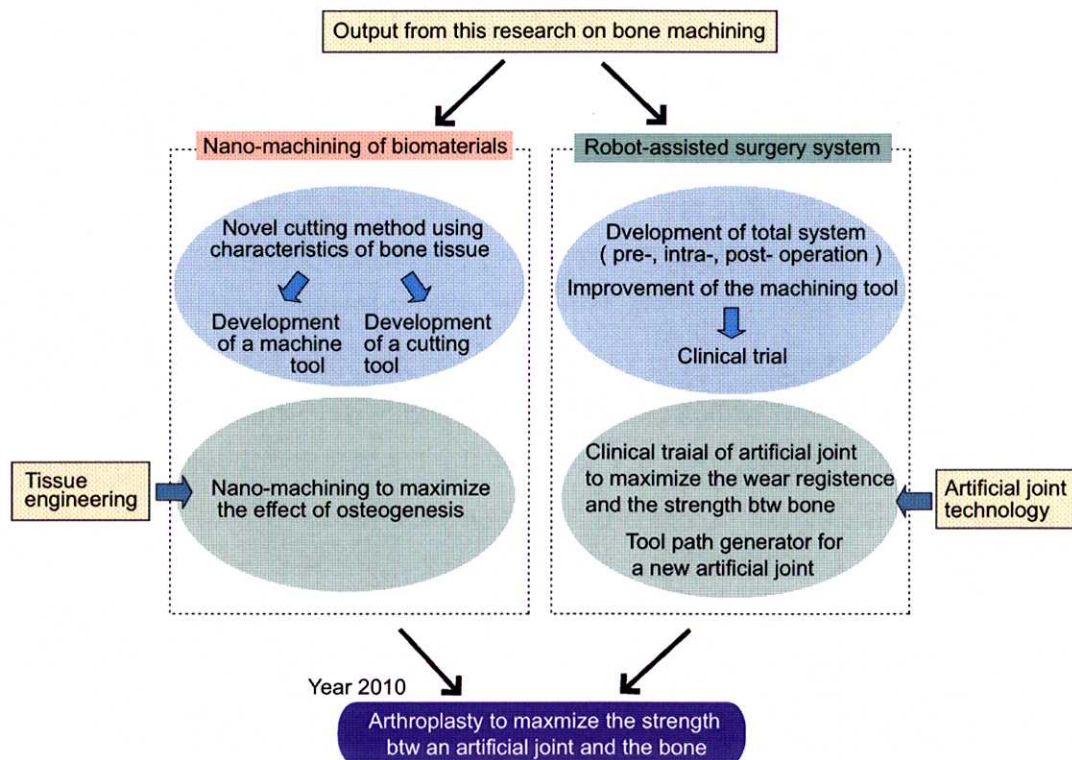 Output from this research on bone machining
Nano-machining of biomaterials
Novel cutting method using
characteristics of bone tissue
Development
of a machine
tool
Development
of a cutting
tool
Tissue
engineering
Nano-machining to maximize
the effect of osteogenesis
Robot-assisted surgery system
Dvelopment of total system
( pre-, intra-, post- operation )
Improvement of the machining tool
Clinical trial
Clinical traial of artificial joint
to maximize the wear registence
and the strength btw bone
Tool path generator for
a new artificial joint
Artificial joint
technology
Year 2010
Arthroplasty to maxmize the strength
btw an artificial joint and the bone